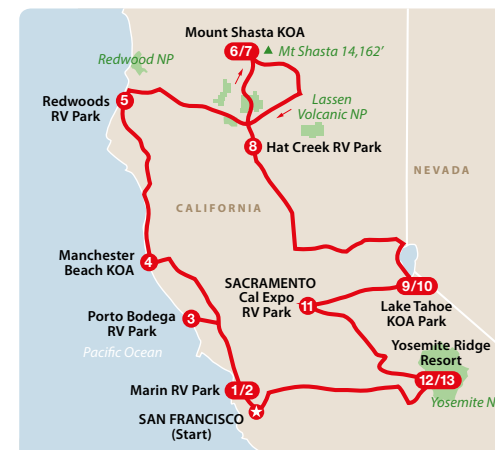 Mount Shasta KOA
6/7
Mt Shasta 14,162’
Redwood NP
Redwoods
RV Park
5
Lassen
Volcanic NP
8
Hat Creek RV Park
NEVADA
CALIFORNIA
Manchester
Beach KOA
4
SACRAMENTO
Cal Expo
RV Park
11
9/10
Lake Tahoe
KOA Park
Porto Bodega
RV Park
3
Pacific Ocean
Yosemite Ridge
Resort
12/13
Marin RV Park
1/2
Yosemite N
SAN FRANCISCO
(Start)